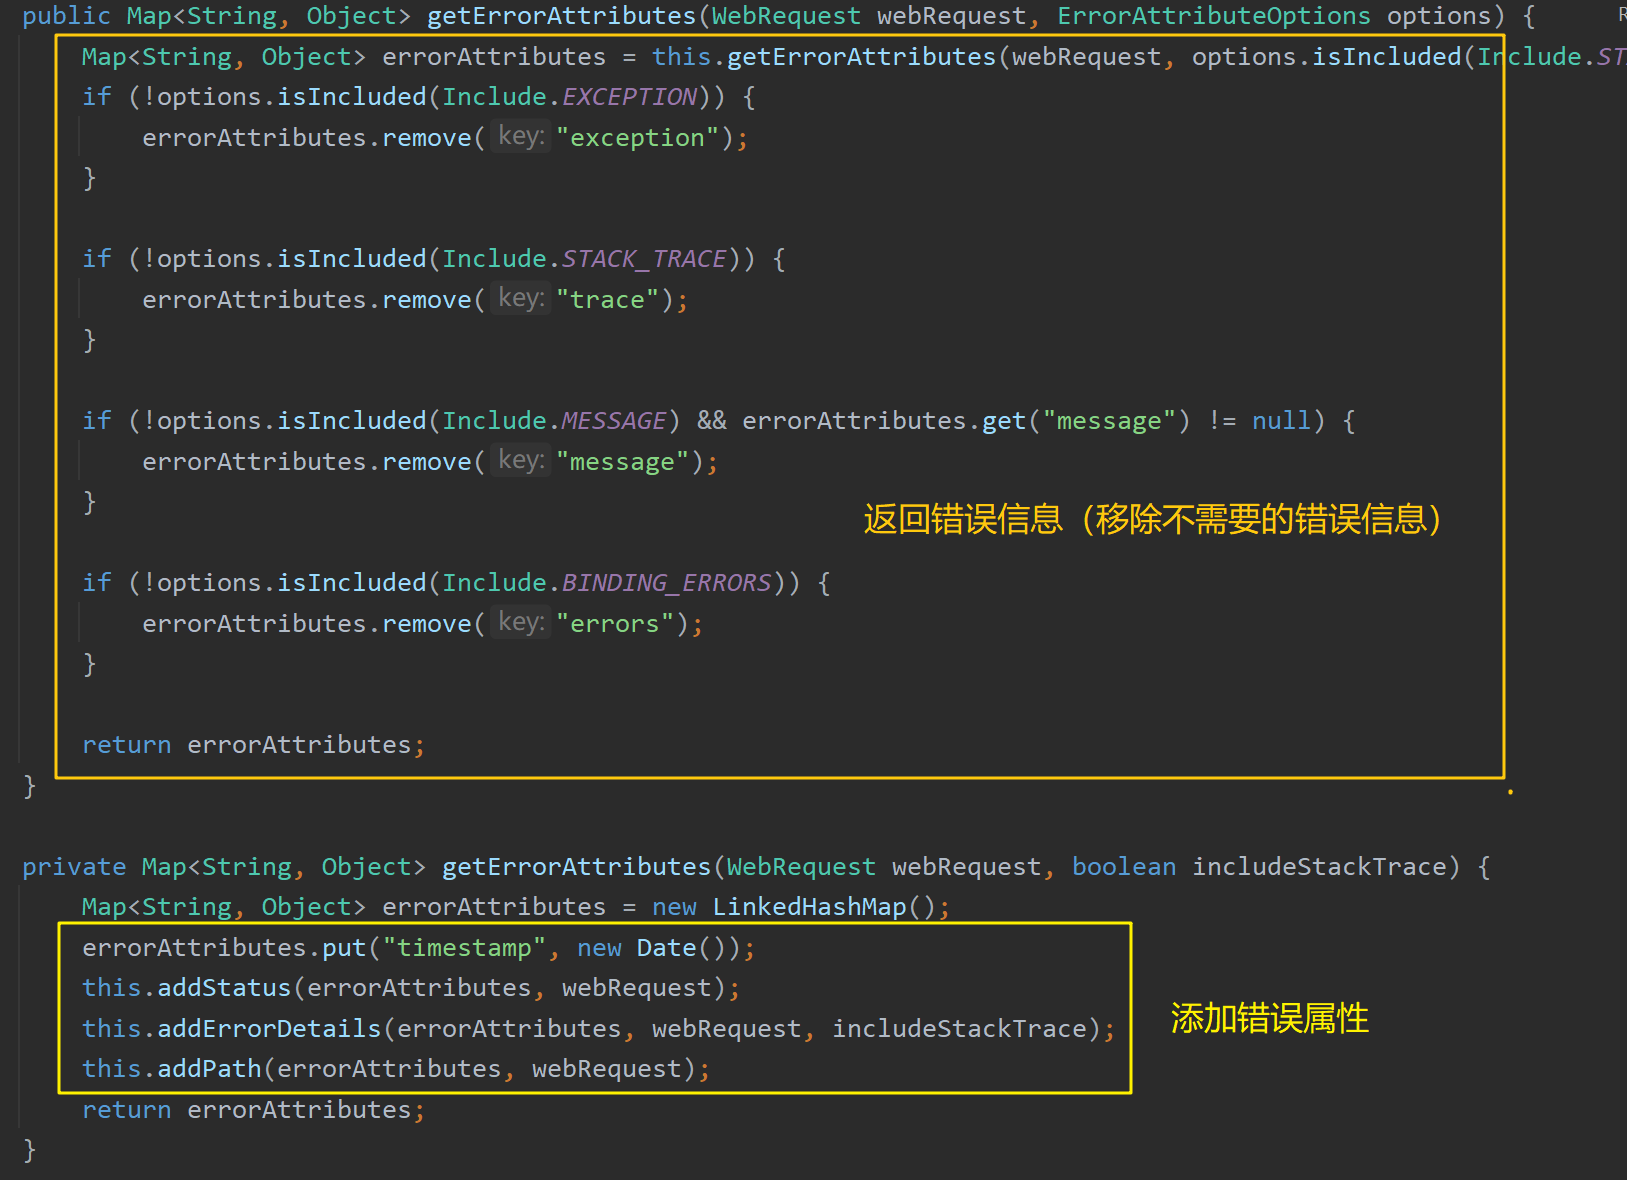 public Map<String, Object> getErrorAttributes(WebRequest webRequest, ErrorAttributeOptions options) {
Map<String, Object> errorAttributes = this.getErrorAttributes(webRequest, options.isIncluded(Include.ST
if (!options.isIncluded(Include.EXCEPTION)) {
errorAttributes.remove( key: "exception");
}
if (!options.isIncluded(Include.STACK_TRACE)) {
errorAttributes.remove( key: "trace");
}
if (!options.isIncluded(Include.MESSAGE) && errorAttributes.get("message") != null) {
errorAttributes.remove( key: "message");
}
返回错误信息（移除不需要的错误信息）
if (!options.isIncluded(Include.BINDING_ERRORS)) {
errorAttributes.remove( key: "errors");
}
return errorAttributes;
}
private Map<String, Object> getErrorAttributes(WebRequest webRequest, boolean includeStackTrace) {
Map<String, Object> errorAttributes = new LinkedHashMap();
errorAttributes.put("timestamp", new Date());
this.addStatus(errorAttributes, webRequest);
this.addErrorDetails(errorAttributes, webRequest, includeStackTrace);
添加错误属性
this.addPath(errorAttributes, webRequest);
return errorAttributes;
}